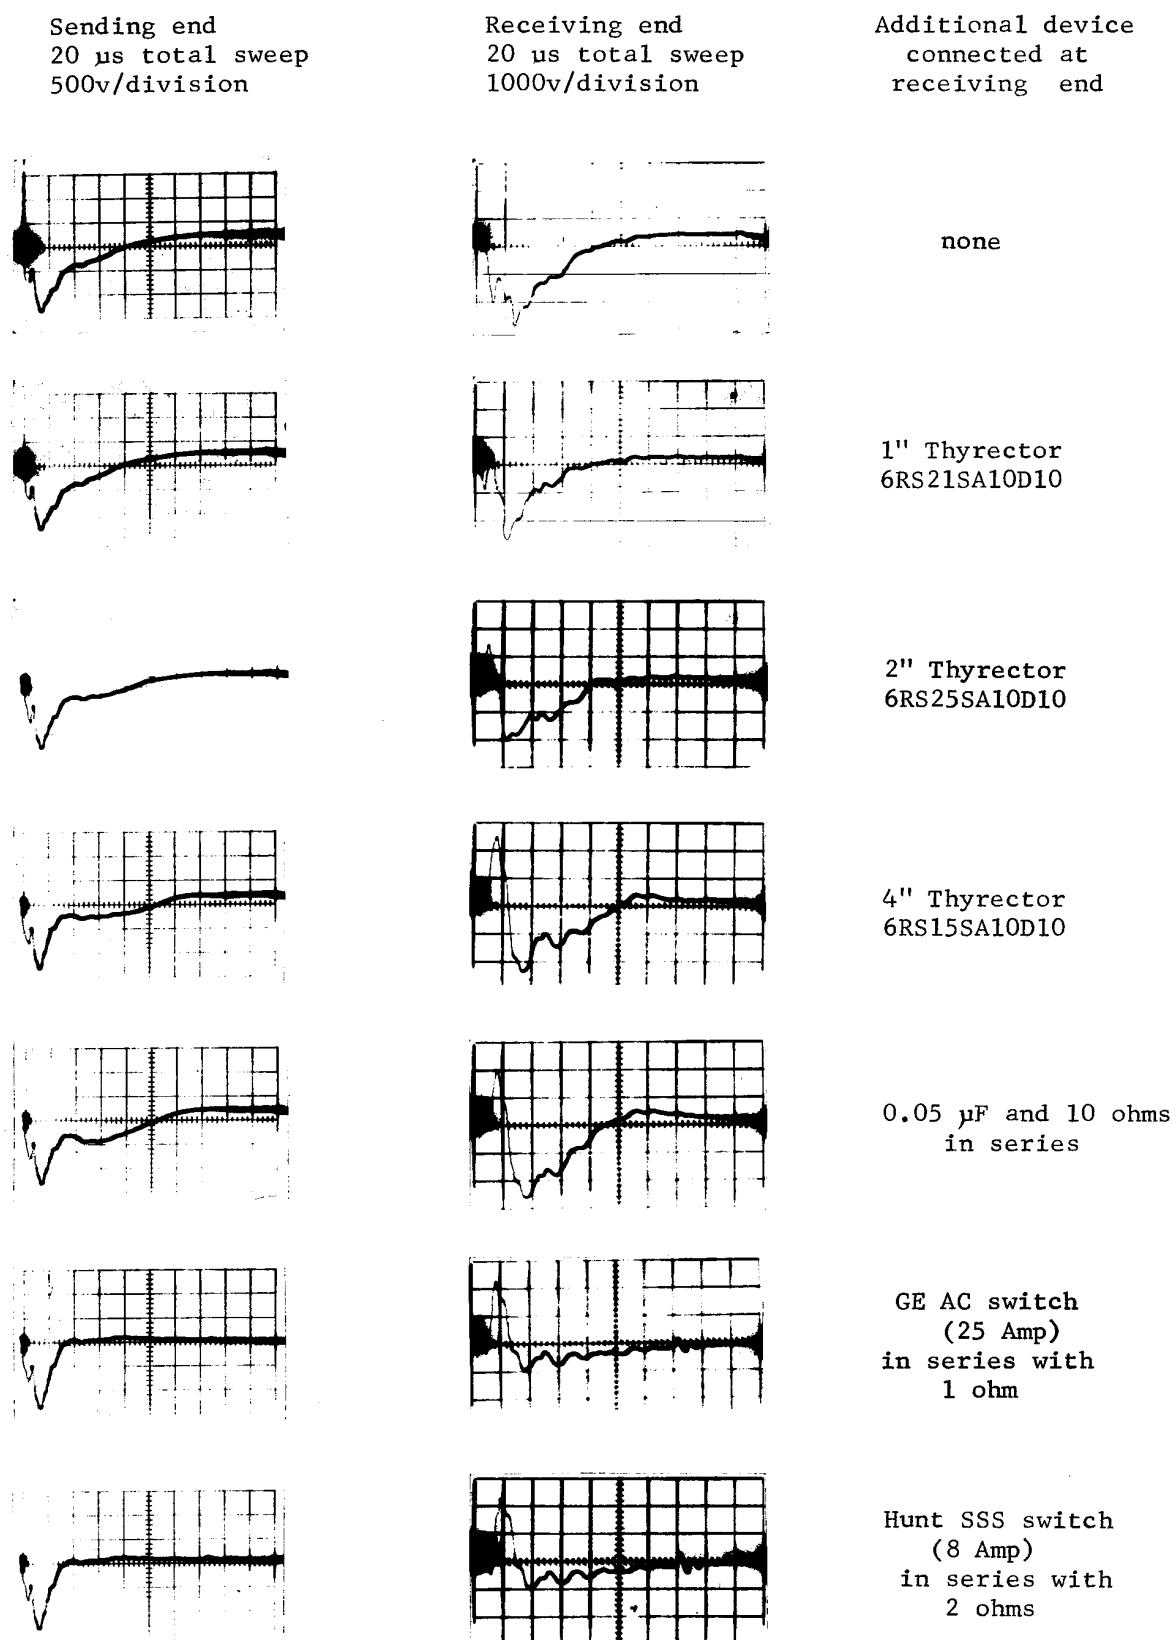 Sending end
20 µs total sweep
500v/division
Receiving end
20 µs total sweep
1000v/division
Additional device
connected at
receiving end
none
1" Thyrector
6RS21SA10D10
2" Thyrector
6RS25SA10D10
4" Thyrector
6RS15SA10D10
0.05 µF and 10 ohms
in series
GE AC switch
(25 Amp)
in series with
1 ohm
Hunt SSS switch
(8 Amp)
in series with
2 ohms